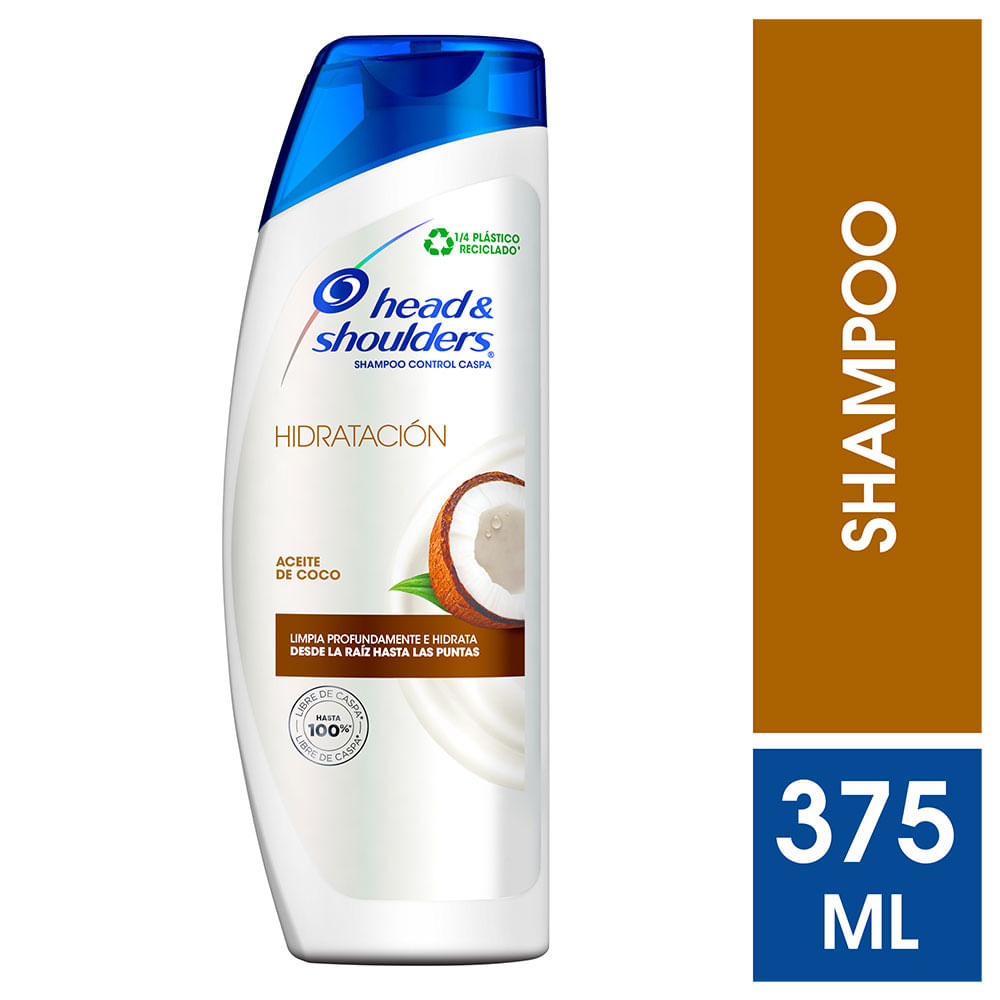 1/4 PLÁSTICO
RECICLADO*
head &
shoulders®
SHAMPOO CONTROL CASPA
HIDRATACIÓN
ACEITE
DE COCO
LIMPIA PROFUNDAMENTE E HIDRATA
DESDE LA RAÍZ HASTA LAS PUNTAS
LIBRE DE CASPA*
HASTA
100%*
LIBRE DE CASPA*
SHAMPOO
375
ML